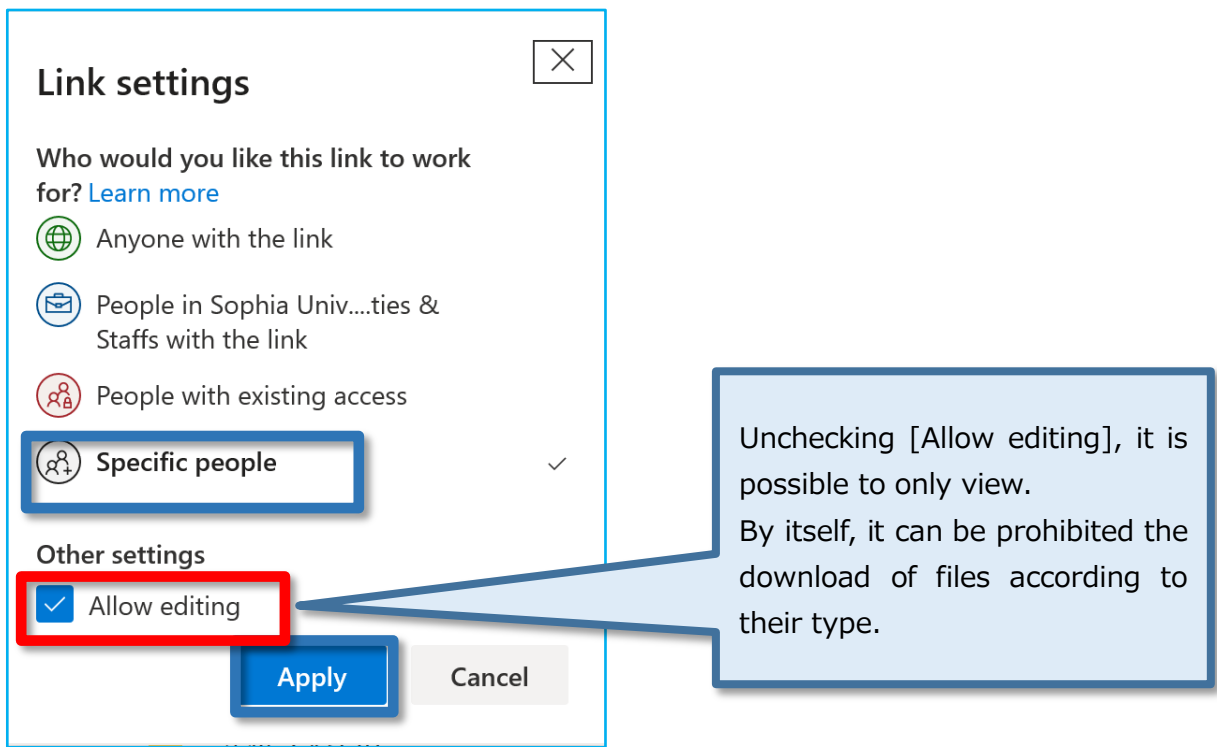 Link settings
Who would you like this link to work
for? Learn more
Anyone with the link
People in Sophia Univ....ties &
Staffs with the link
People with existing access
Specific people
Other settings
Allow editing
Apply Cancel
Unchecking [Allow editing], it is
possible to only view.
By itself, it can be prohibited the
download of files according to
their type.